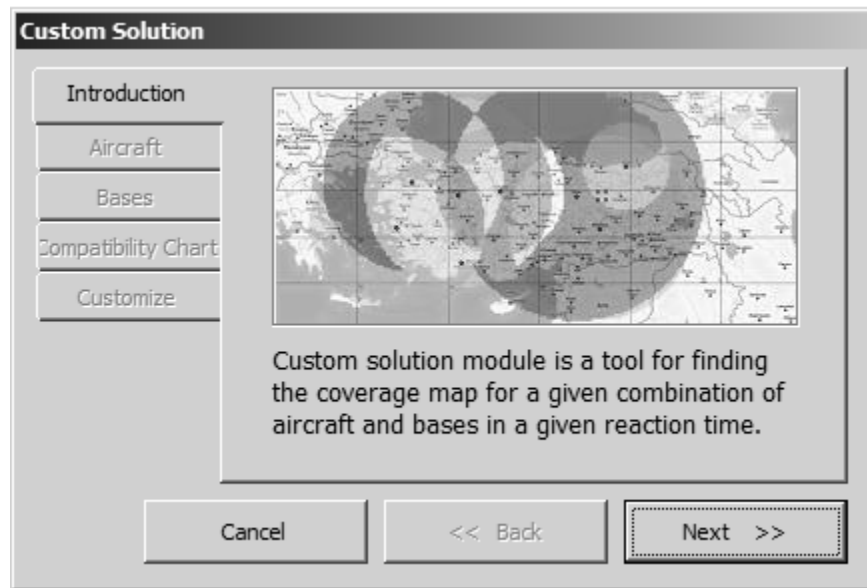 Custom Solution
Introduction
Aircraft
Bases
Compatibility Chart
Customize
Custom solution module is a tool for finding
the coverage map for a given combination of
aircraft and bases in a given reaction time.
Cancel
<< Back
Next >>